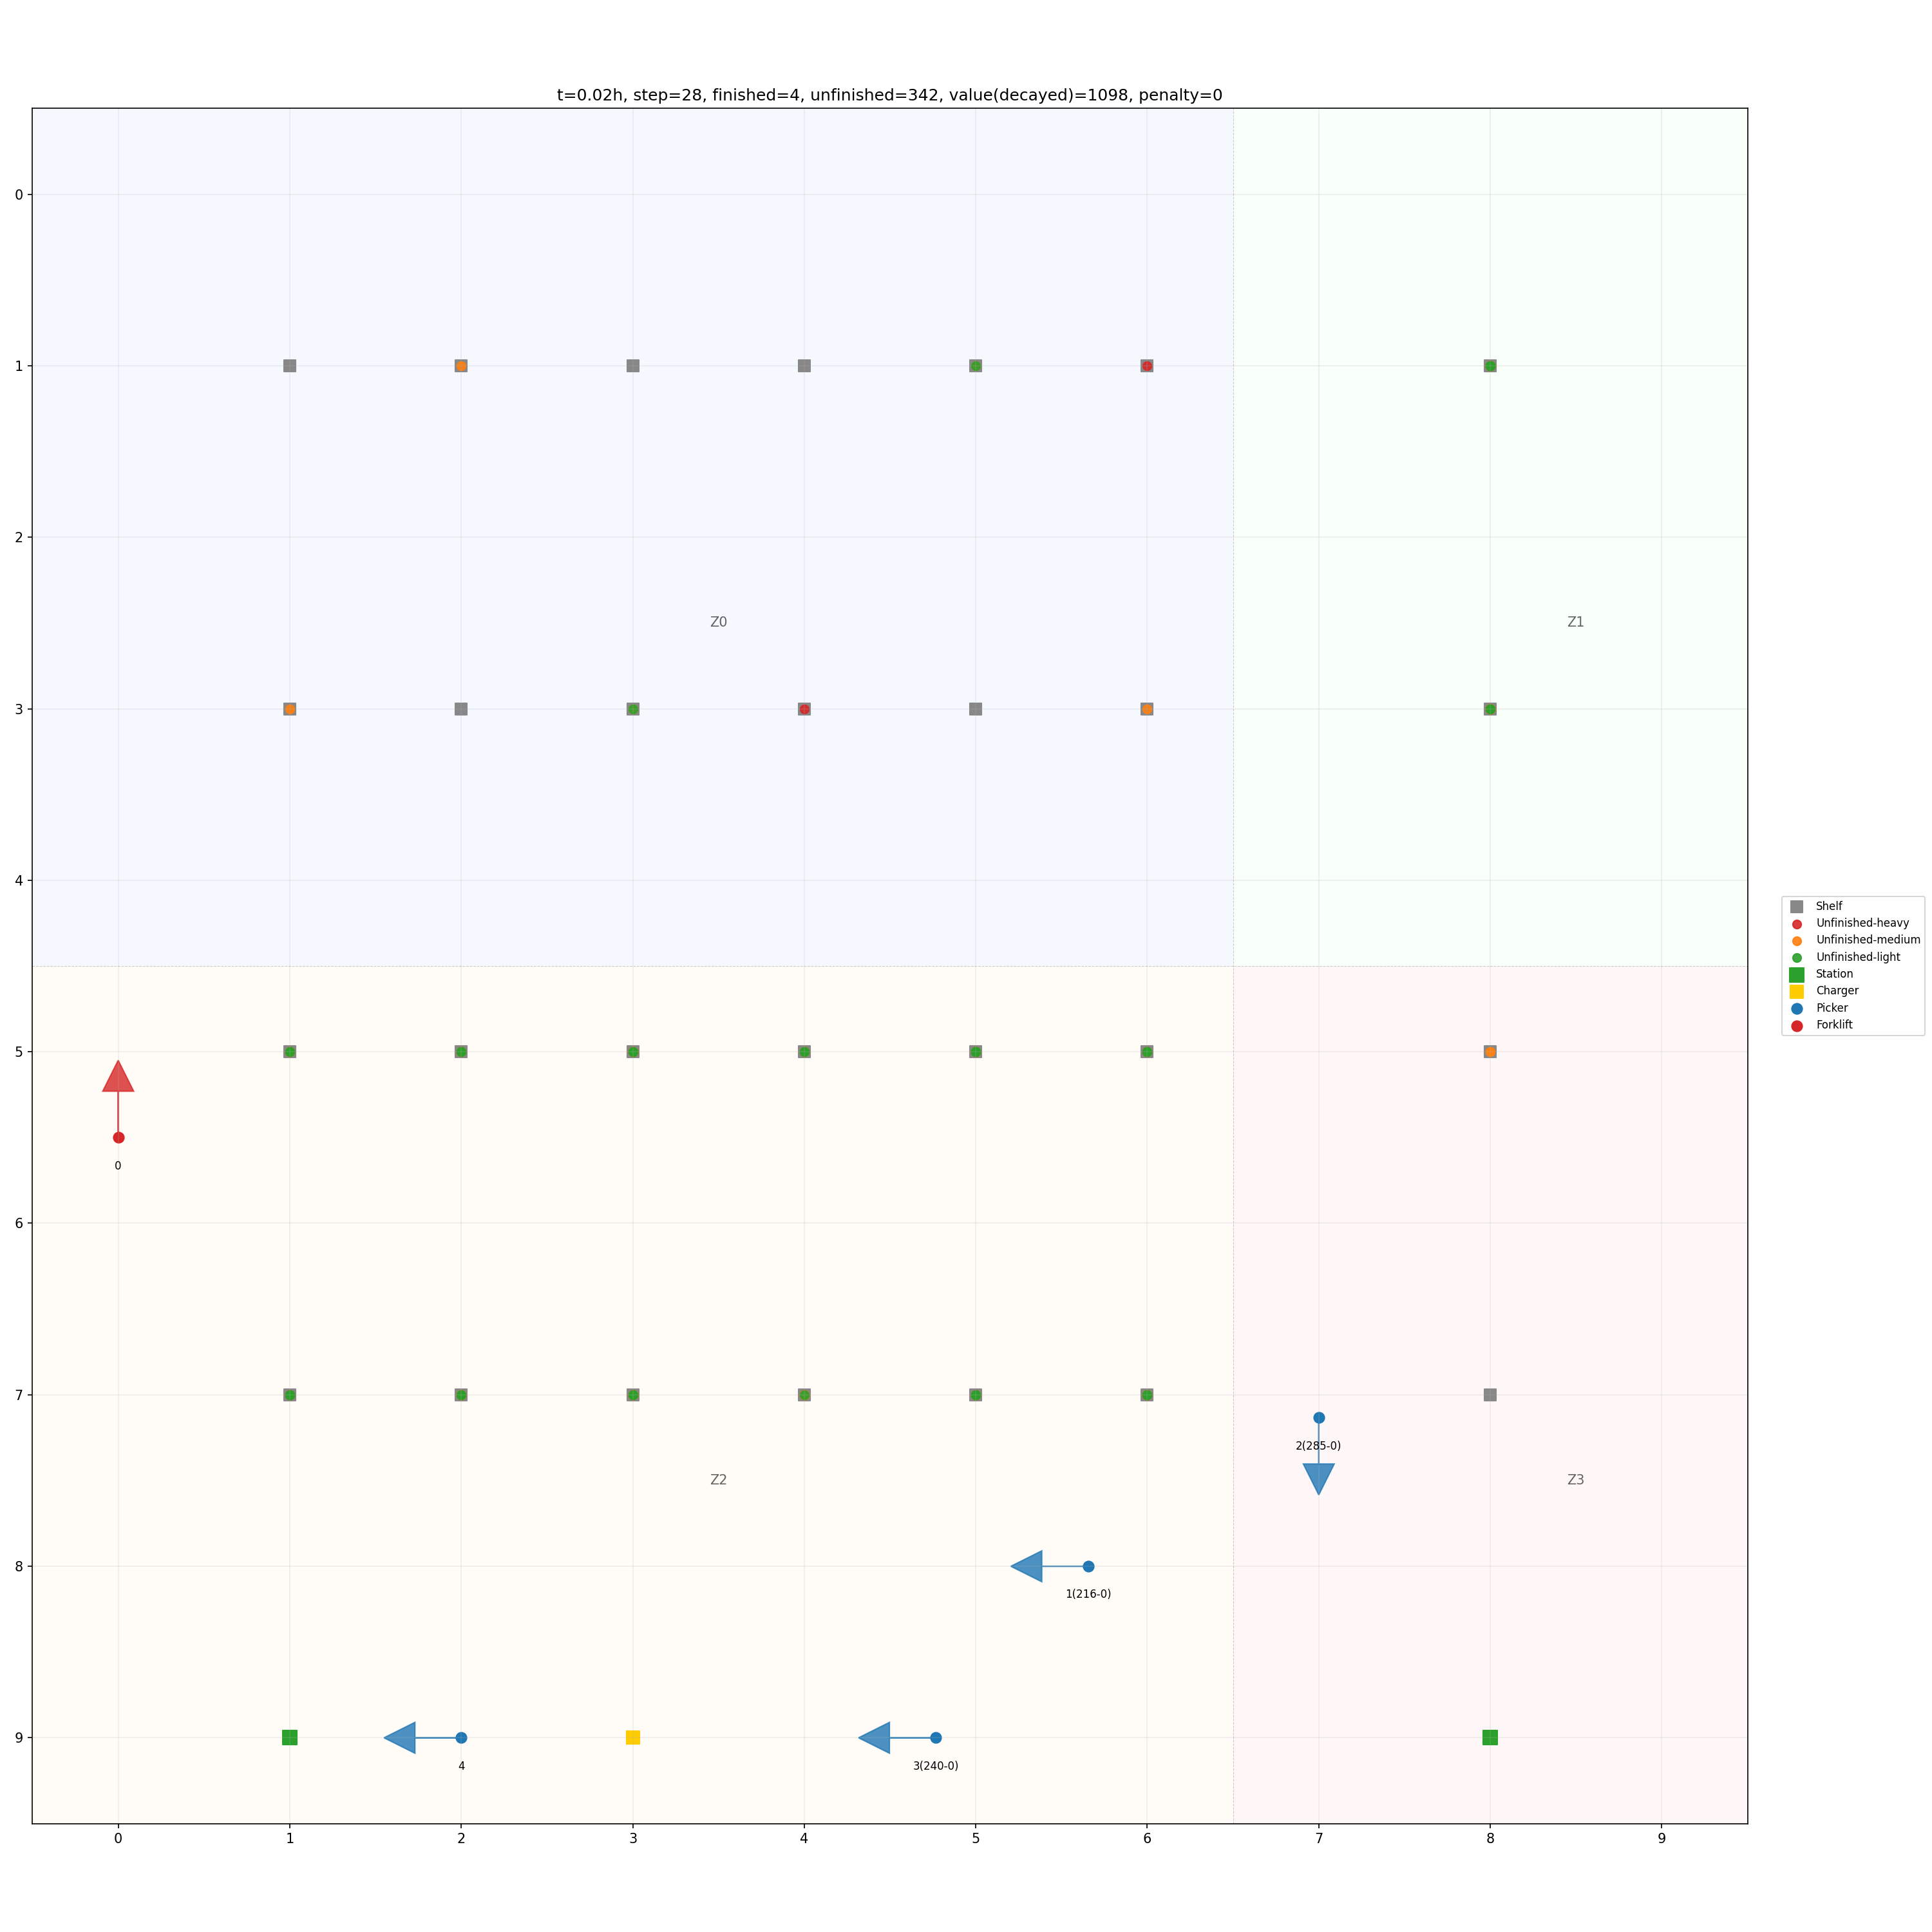 t=0.02h, step=28, finished=4, unfinished=342, value(decayed)=1098, penalty=0
0
1
2
Z0
Z1
3
4
Shelf
Unfinished-heavy
Unfinished-medium
Unfinished-light
Station
Charger
Picker
Forklift
5
0
6
7
2(285-0)
Z2
Z3
8
1(216-0)
9
4
3(240-0)
0
1
2
3
4
5
6
7
8
9